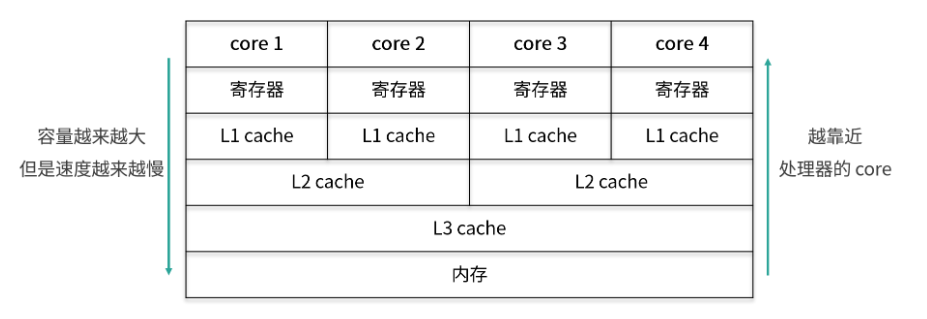 core 1 core 2 core 3 core 4
寄存器 寄存器 寄存器 寄存器
容量越来越大
但是速度越来越慢
L1 cache L1 cache L1 cache L1 cache
L2 cache L2 cache
L3 cache
内存
越靠近
处理器的 core